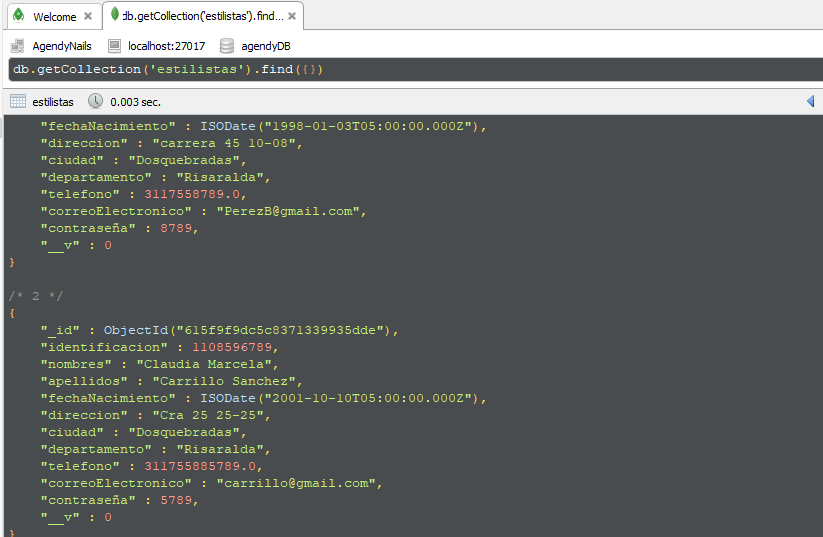 Welcome
db.getCollection('estilistas').find...
AgendyNails localhost:27017 agendyDB
db.getCollection('estilistas').find({})
estilistas 0.003 sec.
"fechaNacimiento" : ISODate("1998-01-03T05:00:00.000Z"),
"direccion" : "carrera 45 10-08",
"ciudad" : "Dosquebradas",
"departamento" : "Risaralda",
"telefono" : 3117558789.0,
"correoElectronico" : "PerezB@gmail.com",
"contraseña" : 8789,
"__v" : 0
}
/* 2 */
{
"_id" : ObjectId("615f9f9dc5c8371339935dde"),
"identificacion" : 1108596789,
"nombres" : "Claudia Marcela",
"apellidos" : "Carrillo Sanchez",
"fechaNacimiento" : ISODate("2001-10-10T05:00:00.000Z"),
"direccion" : "Cra 25 25-25",
"ciudad" : "Dosquebradas",
"departamento" : "Risaralda",
"telefono" : 311755885789.0,
"correoElectronico" : "carrillo@gmail.com",
"contraseña" : 5789,
"__v" : 0
}